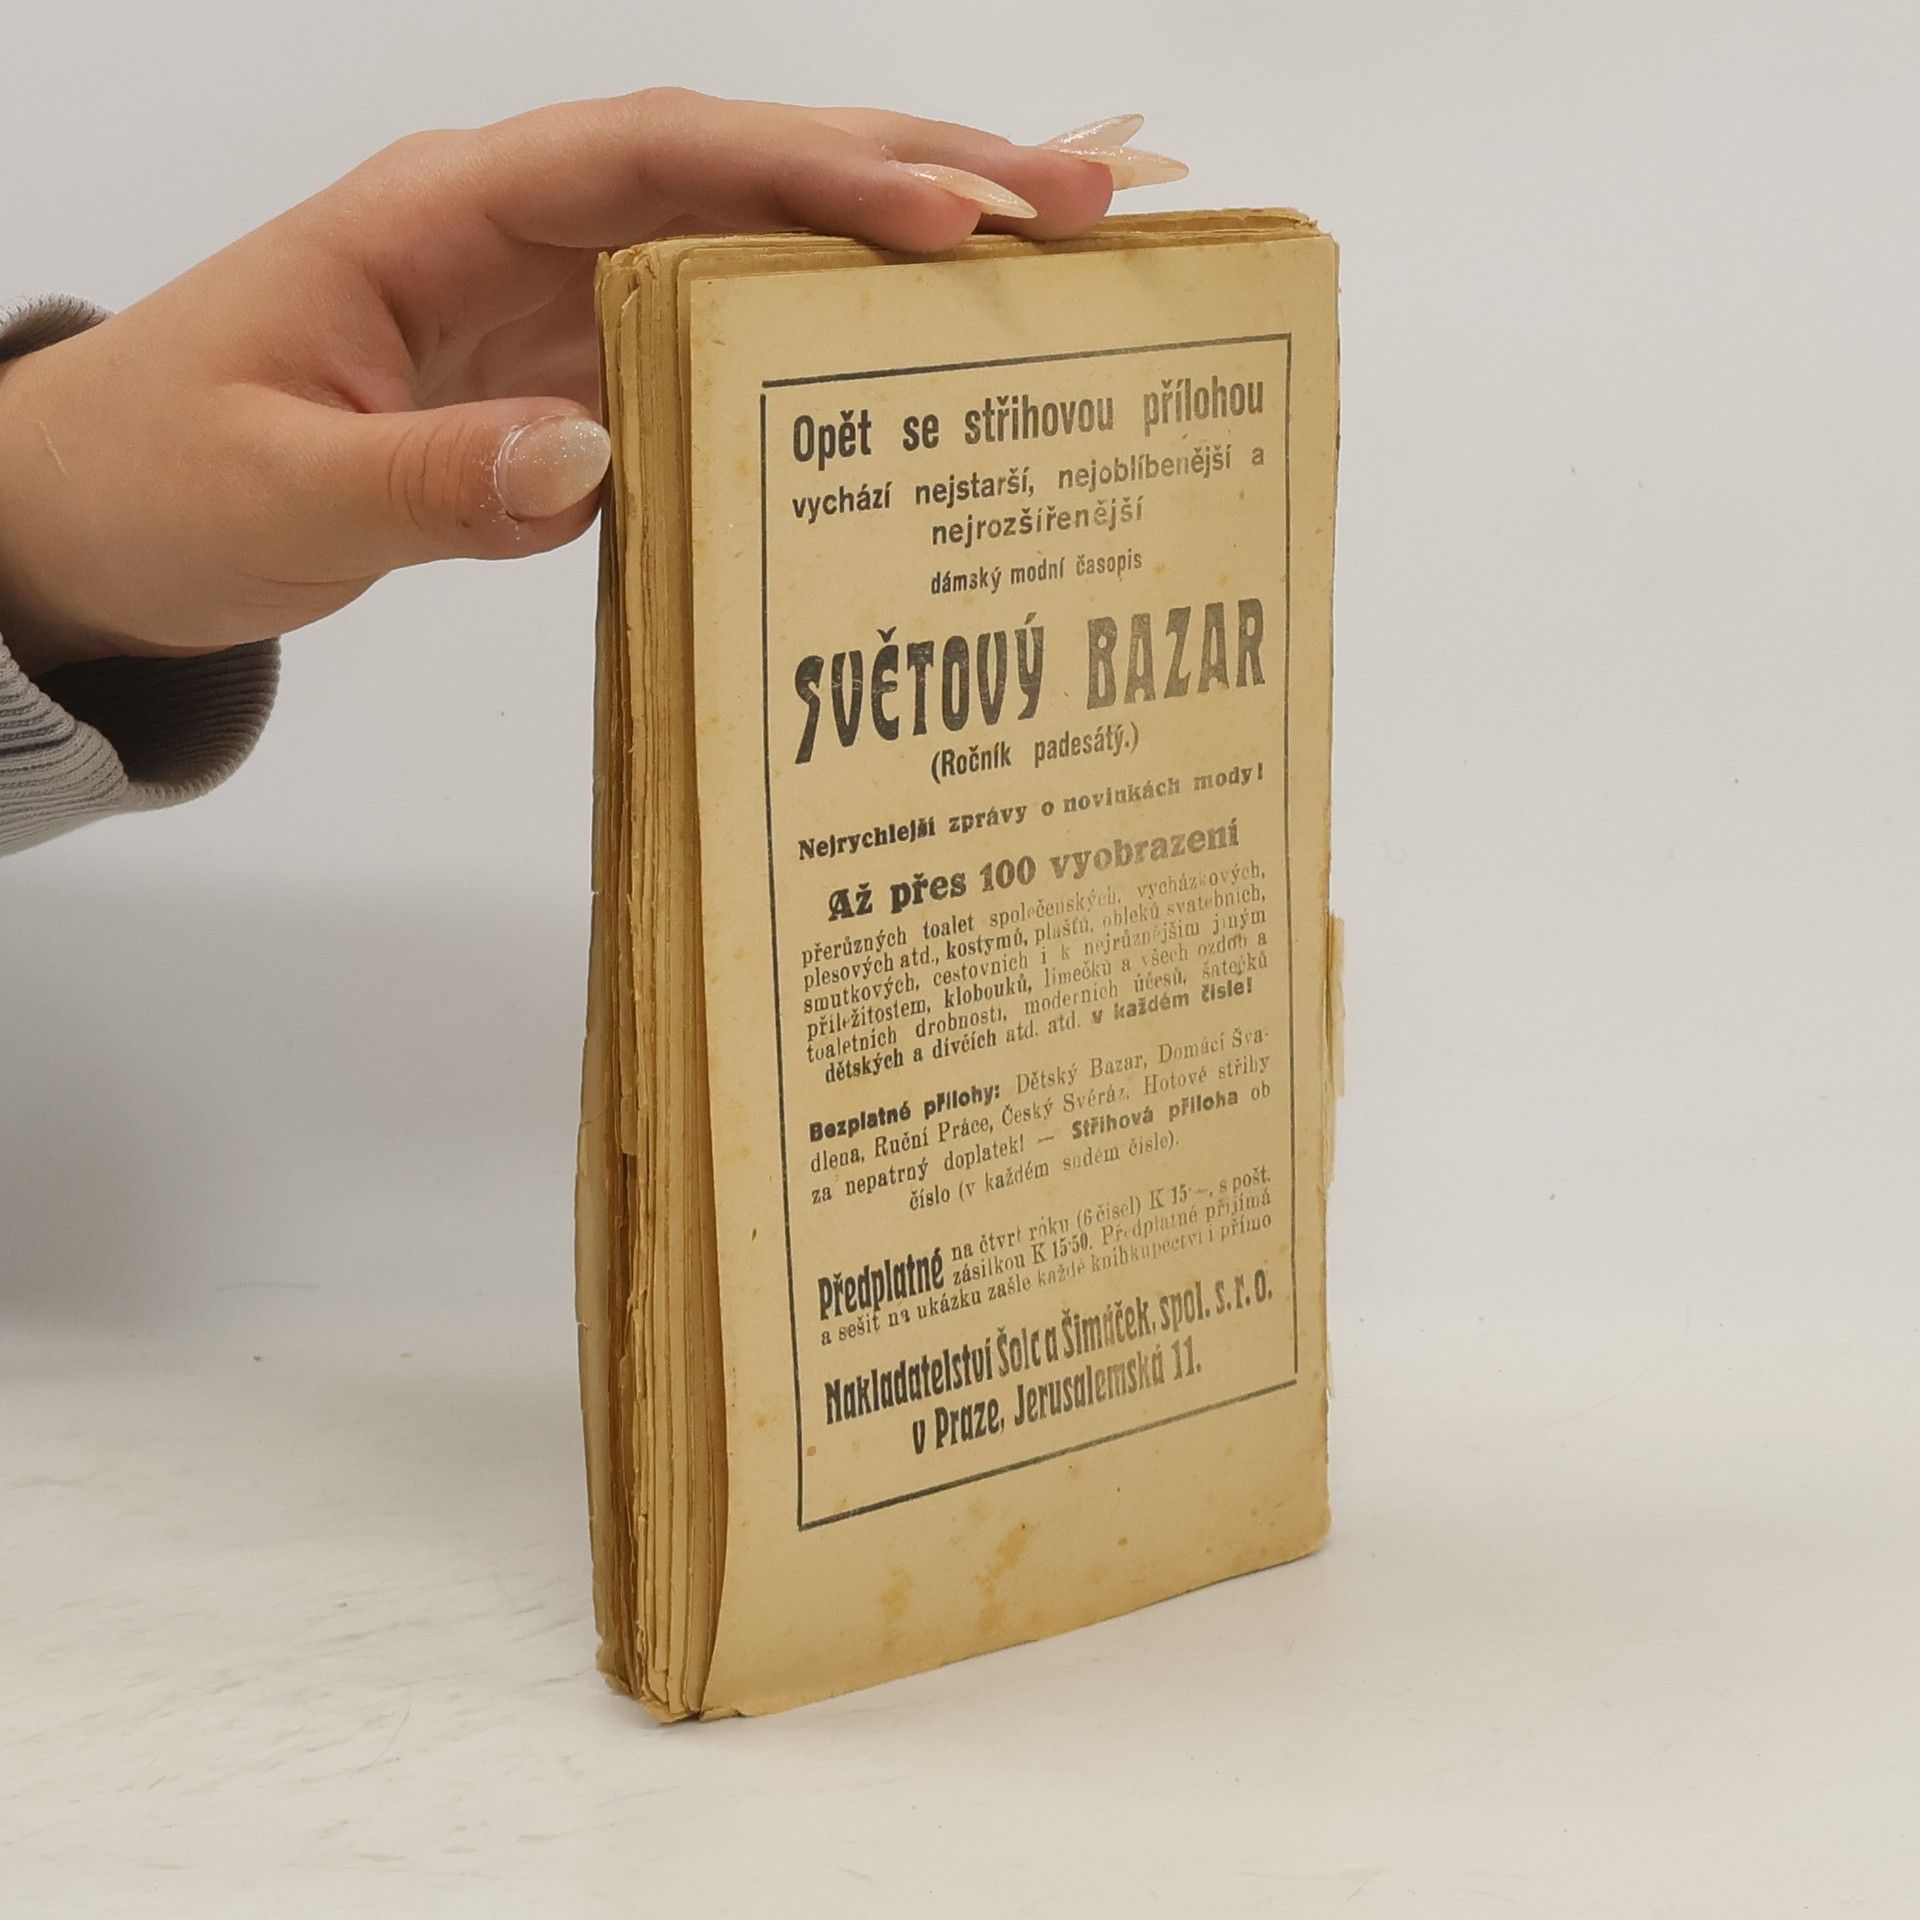 Opět se střihovou přílohou
vychází nejstarší, nejoblíbenější a
nejrozšířenější
dámský modní časopis
SVĚTOVÝ BAZAR
(Ročník padesátý.)
Nejrychlejší zprávy o novinkách mody!
Až přes 100 vyobrazení
přerůzných toalet společenských, vycházkových,
plesových atd., kostymů, plášťů, obleků svatebních,
smutkových, cestovních i k nejrůznějším jiným
příležitostem, klobouků, límečků a všech ozdob a
toaletních drobností, moderních účesů, šatečků
dětských a dívčích atd. atd. v každém čísle!
Bezplatné přílohy: Dětský Bazar, Domácí Šva-
dlena, Ruční Práce, Český Svéráz. Hotové střihy
za nepatrný doplatek! — Střihová příloha ob
číslo (v každém sudém čísle).
Předplatné na čtvrt roku (6 čísel) K 15·—, s pošt.
zásilkou K 15·50. Předplatné přijímá
a sešit na ukázku zašle každé knihkupectví i přímo
Nakladatelství Šolc a Šimáček, spol. s. r. o.
v Praze, Jerusalemská 11.